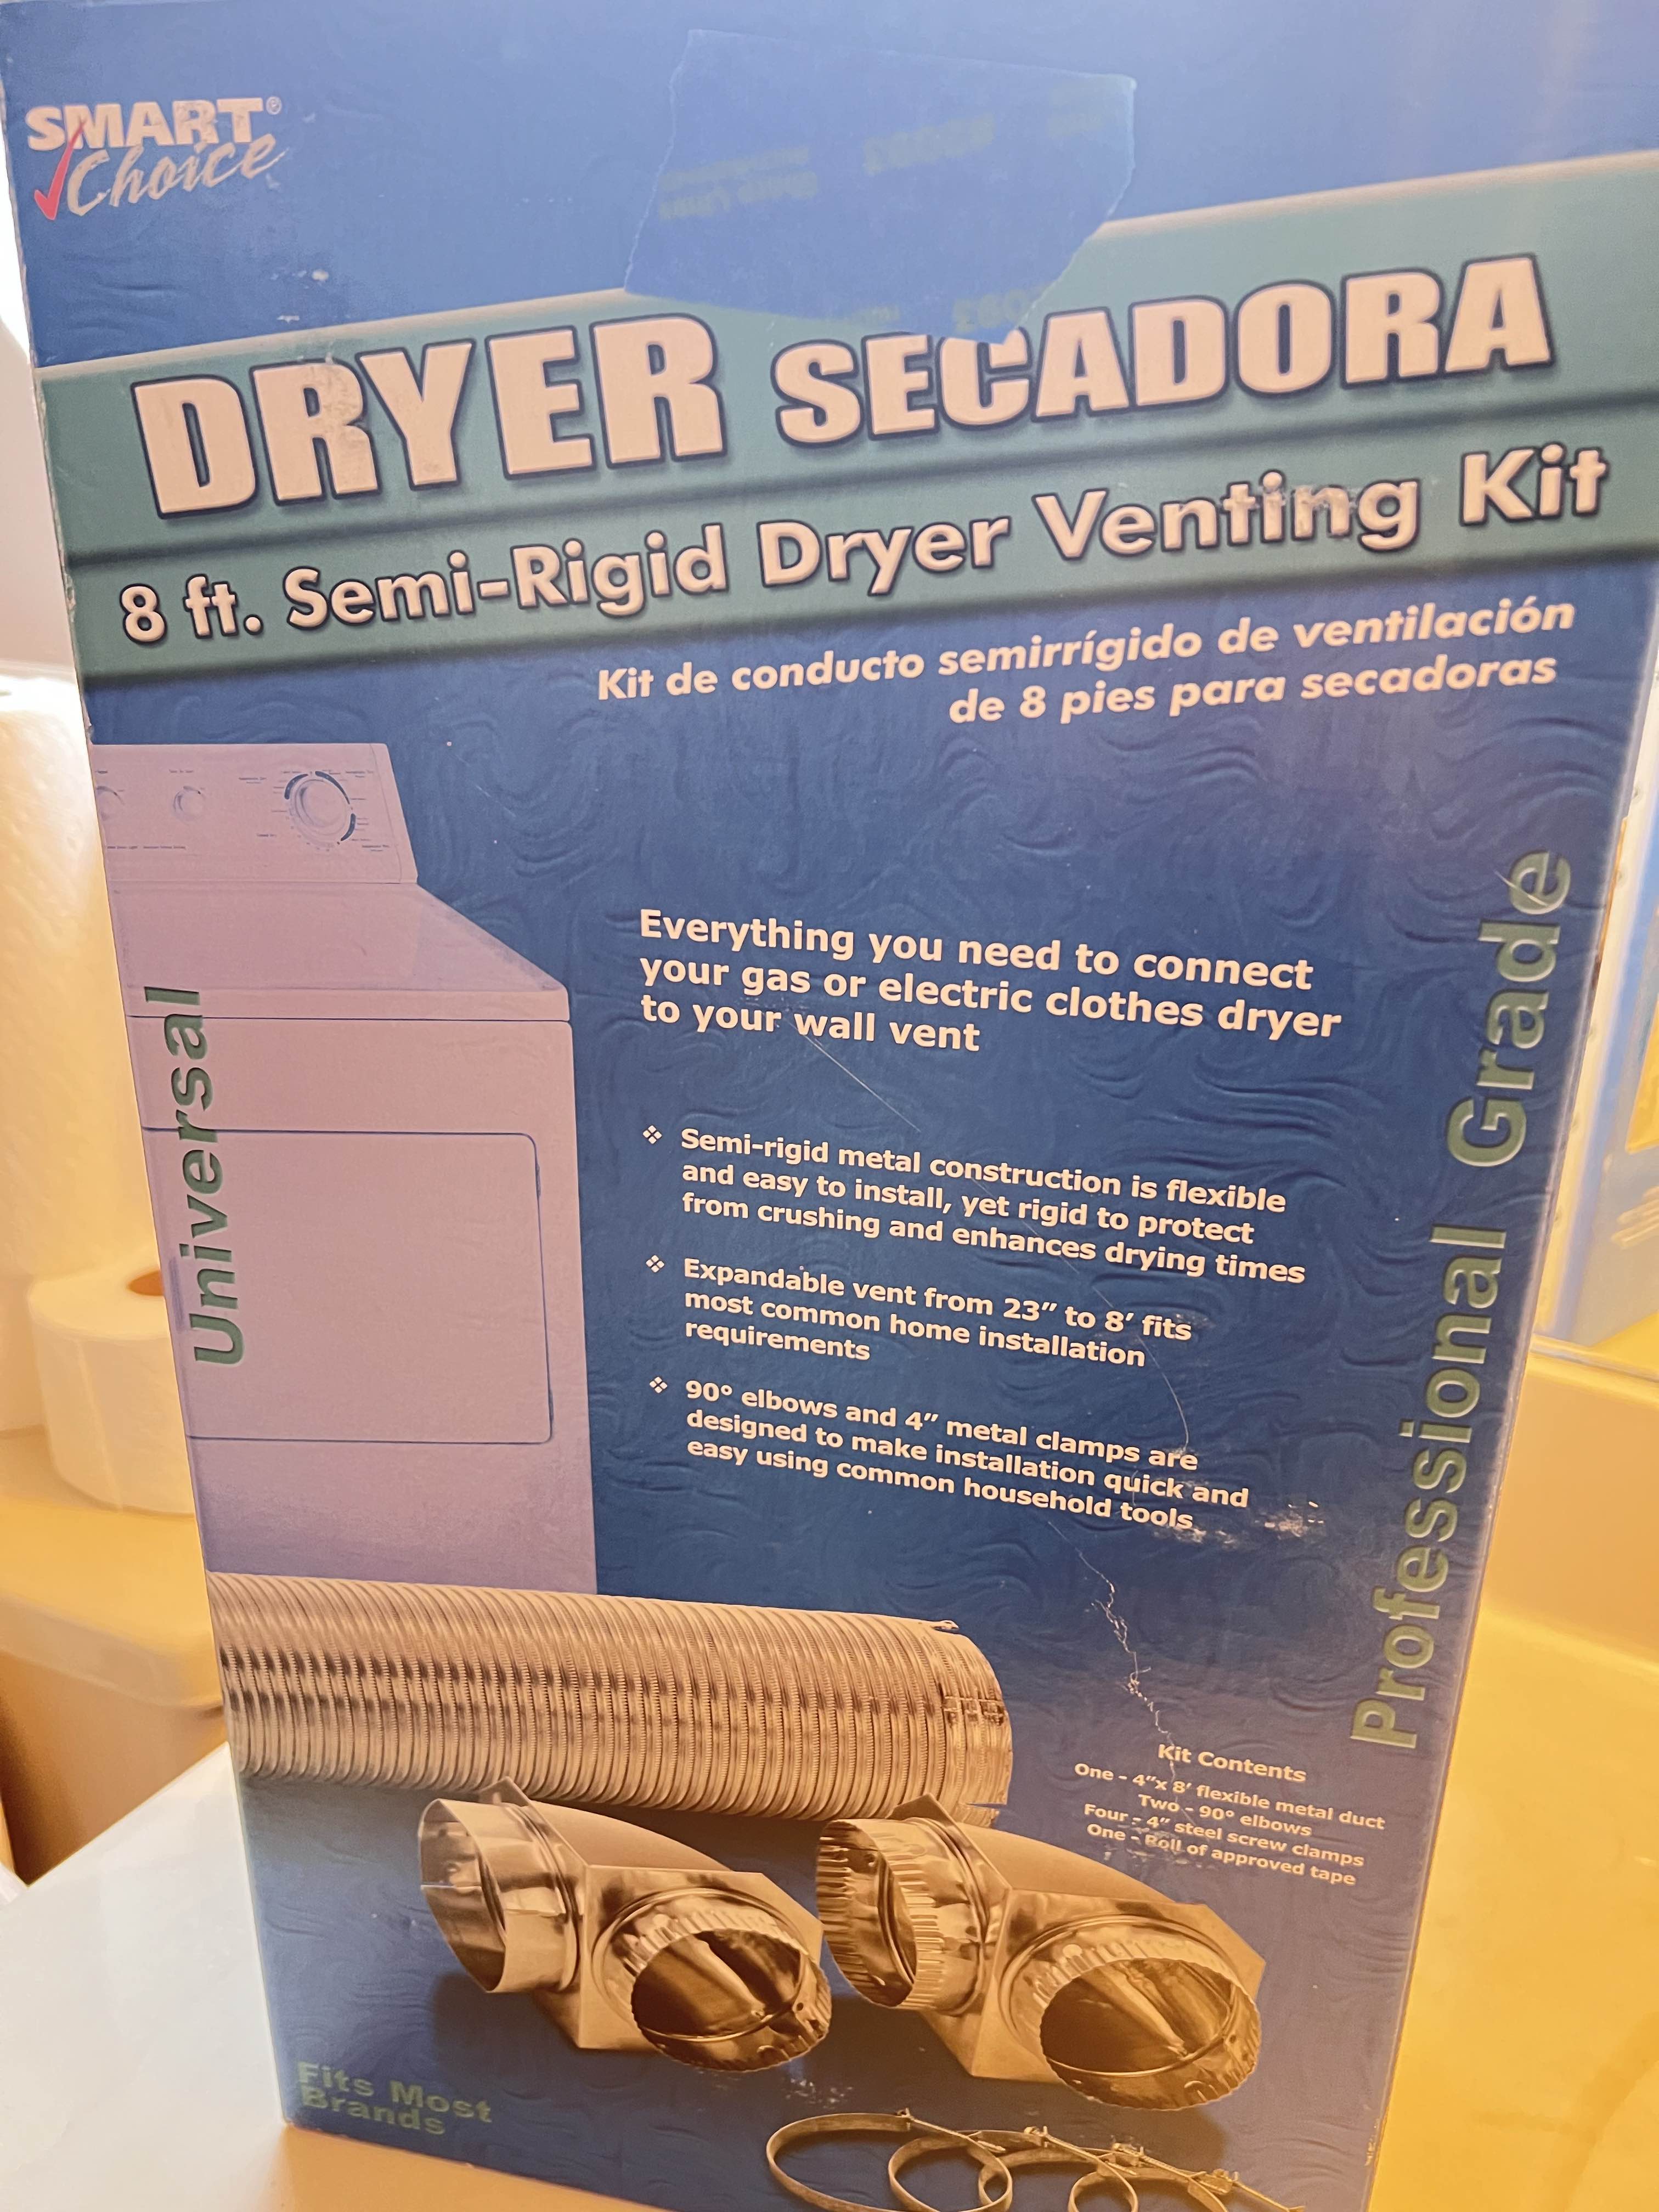 SMART®
Choice
DRYER SECADORA
8 ft. Semi-Rigid Dryer Venting Kit
Kit de conducto semirrígido de ventilación
de 8 pies para secadoras
Universal
Everything you need to connect
your gas or electric clothes dryer
to your wall vent
❖ Semi-rigid metal construction is flexible
and easy to install, yet rigid to protect
from crushing and enhances drying times
❖ Expandable vent from 23″ to 8′ fits
most common home installation
requirements
❖ 90° elbows and 4″ metal clamps are
designed to make installation quick and
easy using common household tools
Professional Grade
Kit Contents
One - 4″x 8′ flexible metal duct
Two - 90° elbows
Four - 4″ steel screw clamps
One - Roll of approved tape
Fits Most
Brands